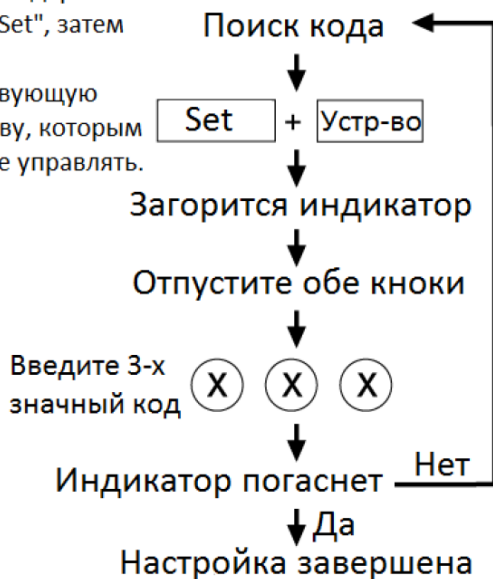 Set", затем
Поиск кода
вующую
ву, которым
е управлять.
Set + Устр-во
Загорится индикатор
Отпустите обе кноки
Введите 3-х
значный код
X X X
Индикатор погаснет
Нет
Да
Настройка завершена